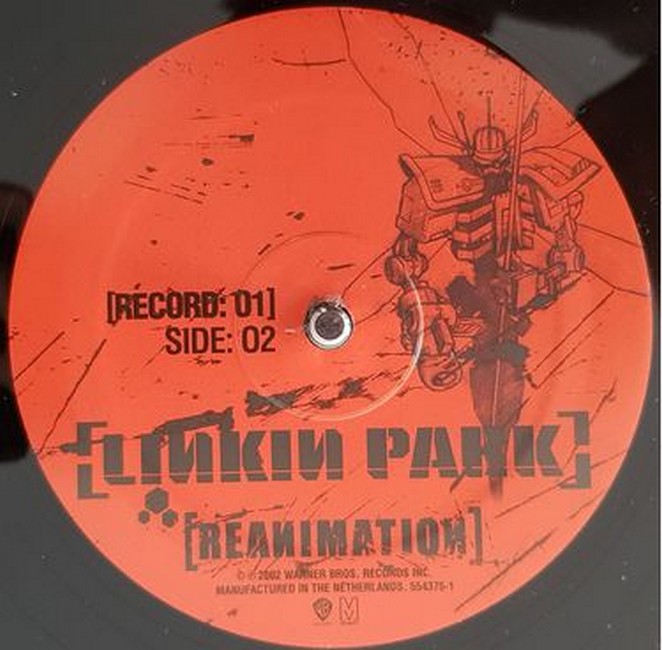 [RECORD: 01]
SIDE: 02
[LINKIN PARK]
[REANIMATION]
© ℗ 2002 WARNER BROS. RECORDS INC.
MANUFACTURED IN THE NETHERLANDS. 554375-1